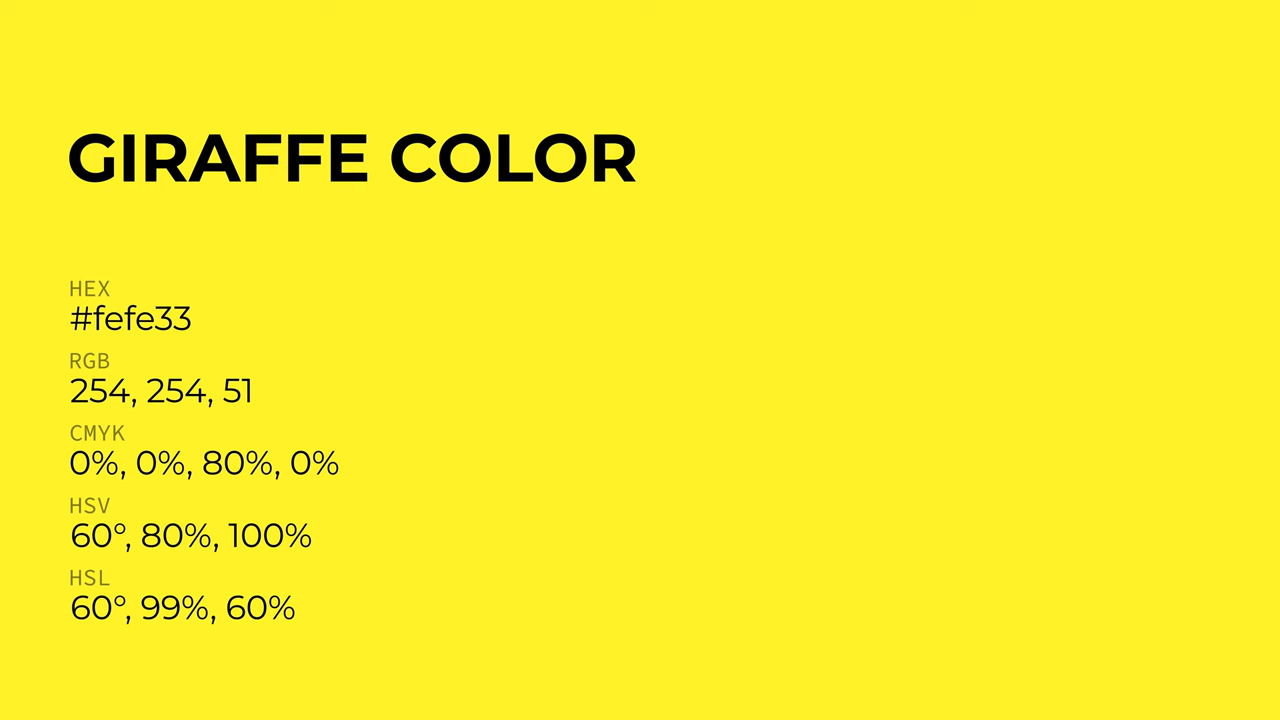 GIRAFFE COLOR
HEX
#fefe33
RGB
254, 254, 51
CMYK
0%, 0%, 80%, 0%
HSV
60°, 80%, 100%
HSL
60°, 99%, 60%